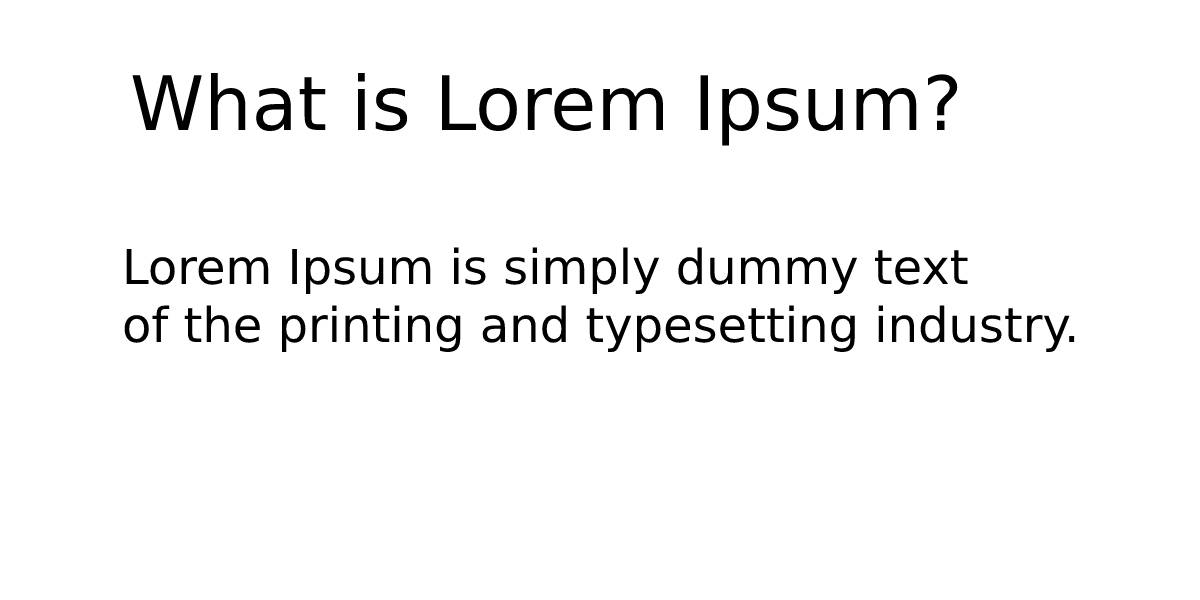 What is Lorem Ipsum?
Lorem Ipsum is simply dummy text
of the printing and typesetting industry.